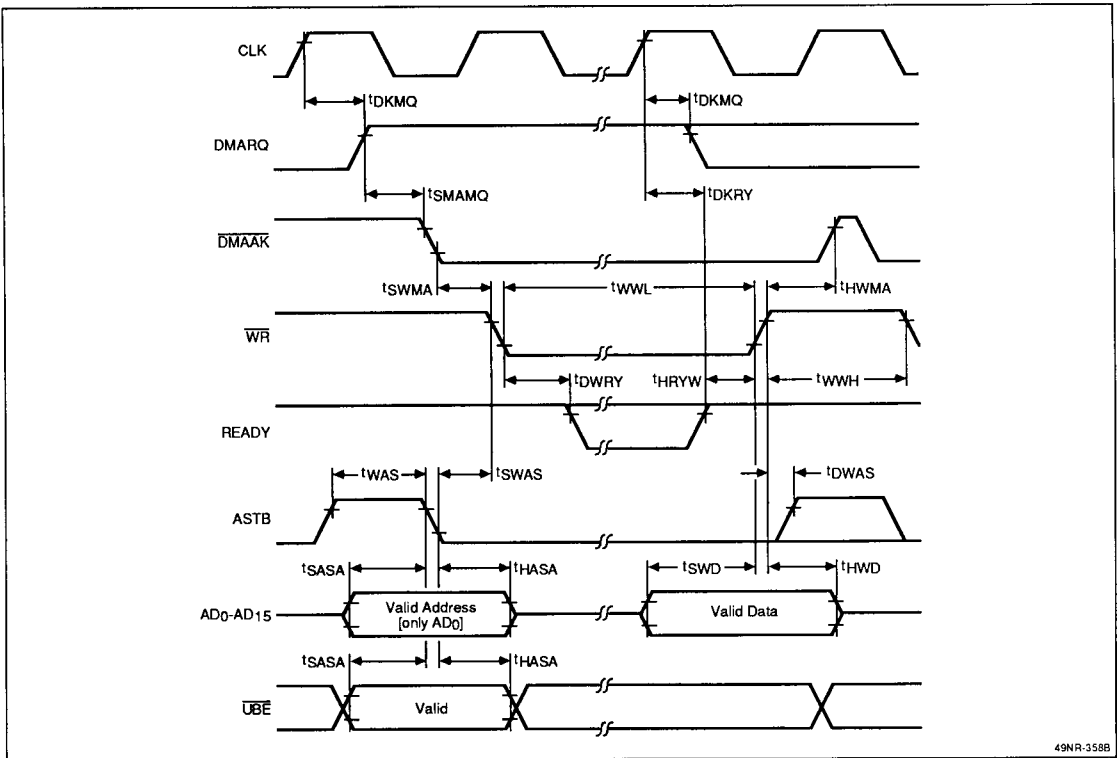 CLK
tDKMQ
tDKMQ
DMARQ
tSMAMQ
tDKRY
DMAAK
tSWMA
tWWL
tHWMA
WR
tDWRY
tHRYW
tWWH
READY
tWAS
tSWAS
tDWAS
ASTB
tSASA
tHASA
tSWD
tHWD
AD0-AD15
Valid Address
[only AD0]
Valid Data
tSASA
tHASA
UBE
Valid
49NR-358B